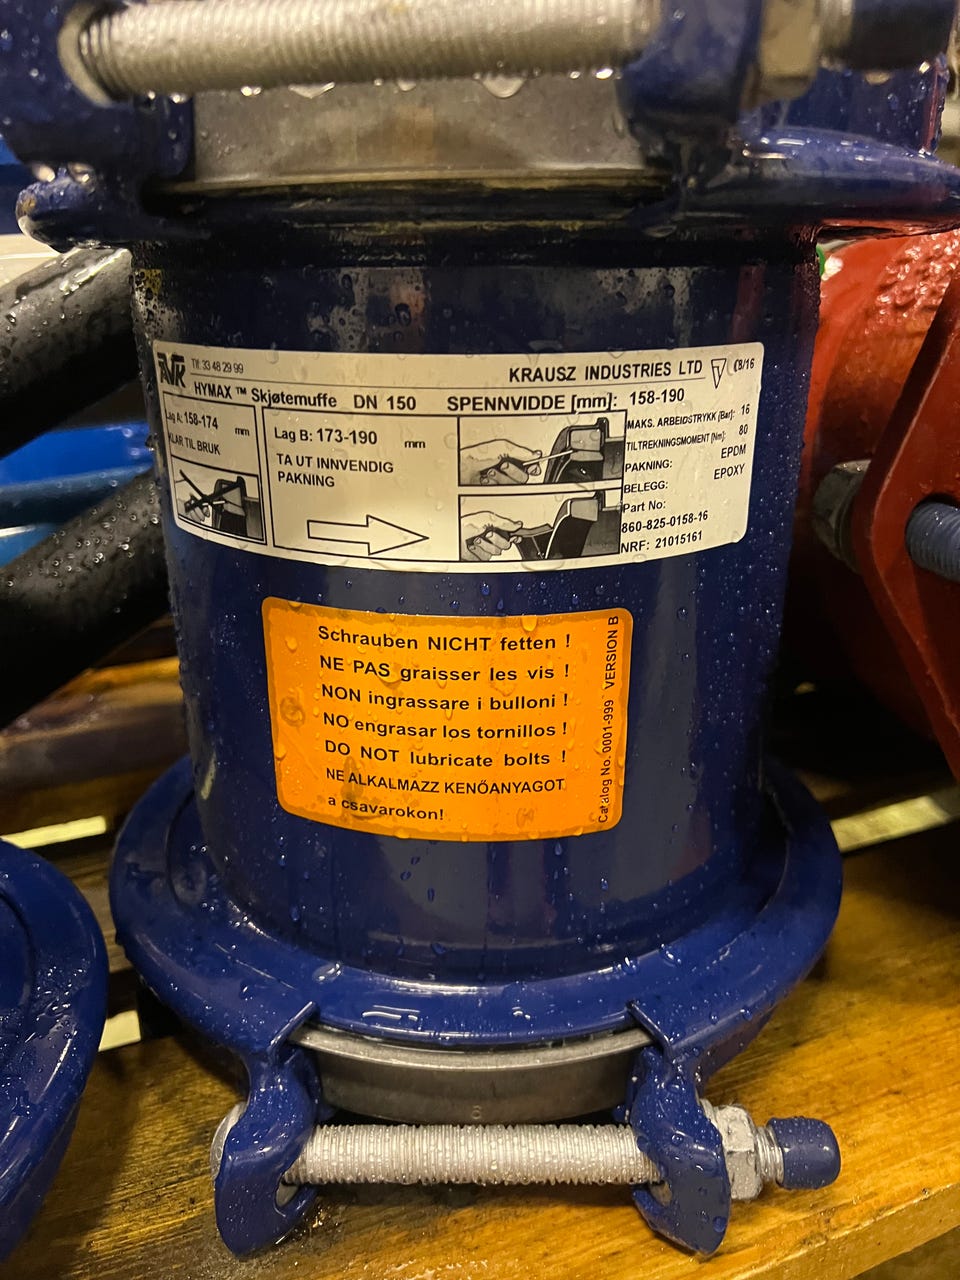 AVK Tlf: 33 48 29 99
KRAUSZ INDUSTRIES LTD 08/16
HYMAX ™ Skjøtemuffe DN 150 SPENNVIDDE [mm]: 158-190
Lag A: 158-174 mm
KLAR TIL BRUK
Lag B: 173-190 mm
TA UT INNVENDIG
PAKNING
MAKS. ARBEIDSTRYKK [Bar]: 16
TILTREKNINGSMOMENT [Nm]: 80
PAKNING: EPDM
BELEGG: EPOXY
Part No:
860-825-0158-16
NRF: 21015161
Schrauben NICHT fetten !
NE PAS graisser les vis !
NON ingrassare i bulloni !
NO engrasar los tornillos !
DO NOT lubricate bolts !
NE ALKALMAZZ KENŐANYAGOT
a csavarokon!
Catalog No. 0001-999 VERSION B
6